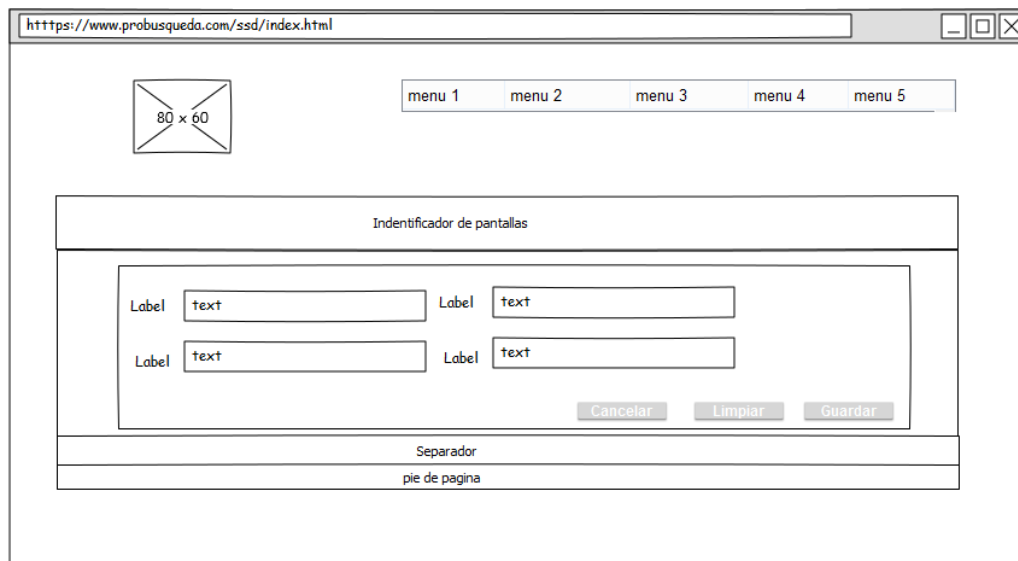 htttps://www.probusqueda.com/ssd/index.html
80 x 60
menu 1 menu 2 menu 3 menu 4 menu 5
Indentificador de pantallas
Label text Label text
Label text Label text
Cancelar Limpiar Guardar
Separador
pie de pagina